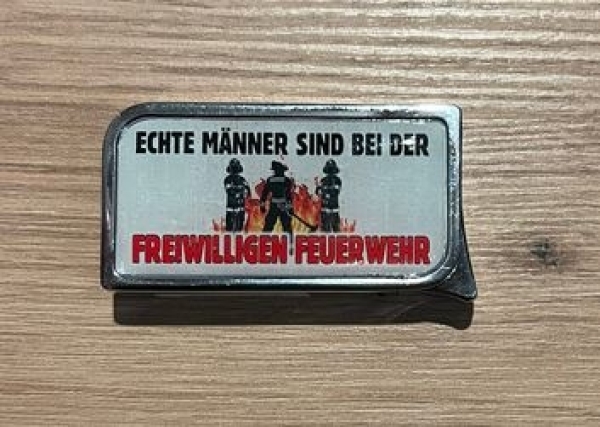 ECHTE MÄNNER SIND BEI DER
FREIWILLIGEN FEUERWEHR